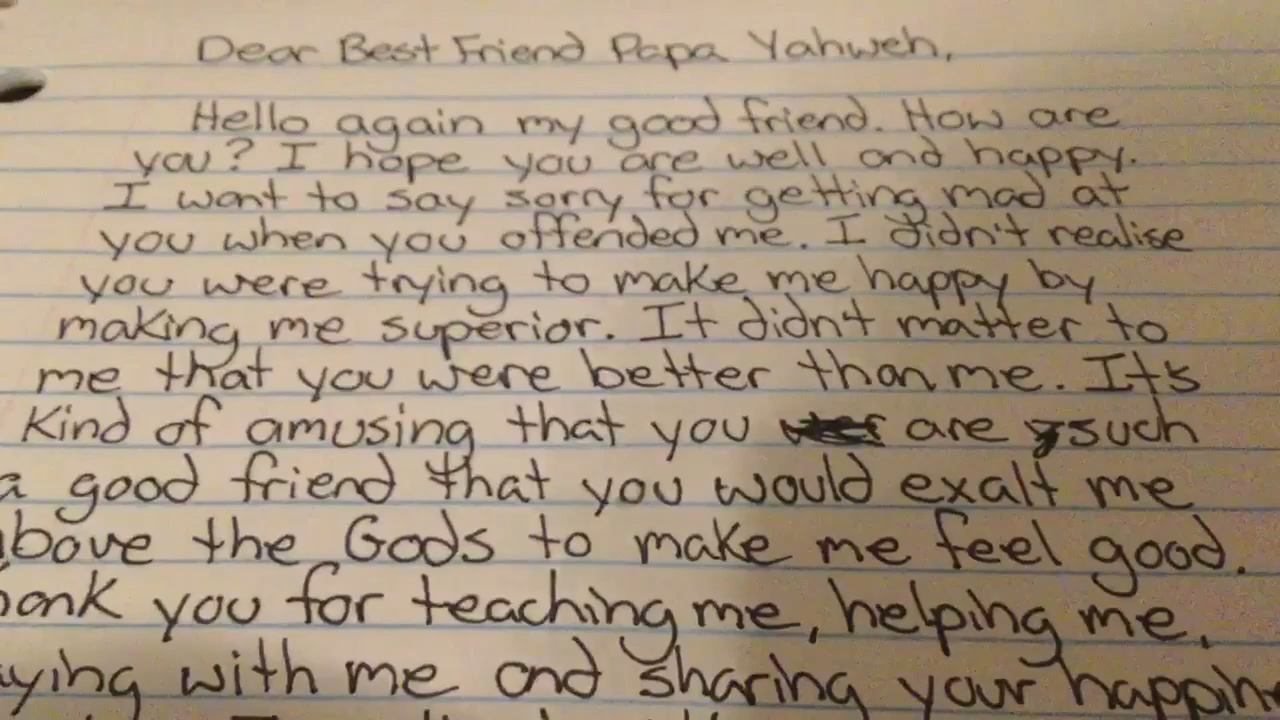 Dear Best Friend Papa Yahweh,
Hello again my good friend. How are
you? I hope you are well and happy.
I want to say sorry for getting mad at
you when you offended me. I didn't realise
you were trying to make me happy by
making me superior. It didn't matter to
me that you were better than me. It's
kind of amusing that you are such
a good friend that you would exalt me
above the Gods to make me feel good.
ank you for teaching me, helping me,
ying with me and sharing your happin